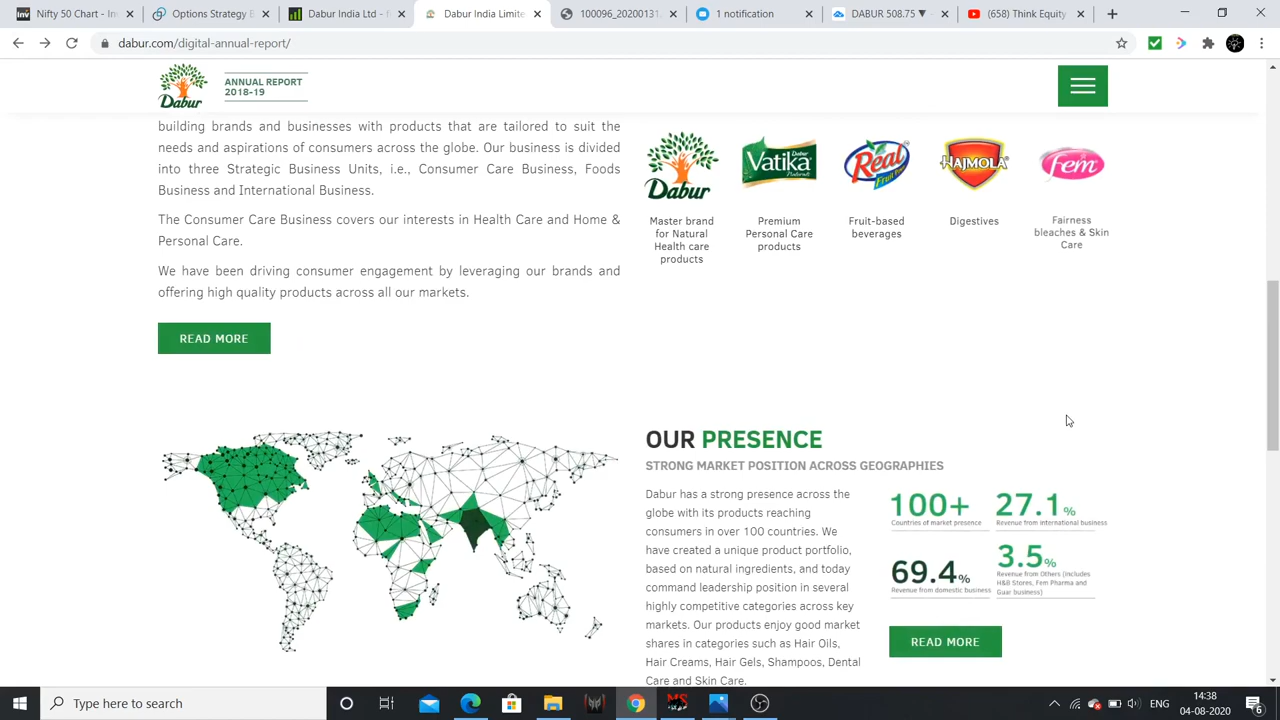 Nifty 50 Chart - Inv
Options Strategy B
Dabur India Ltd - B
Dabur India Limite
100096_20200131.
1 notification
DABUR 508.75 ▼
(658) Think Equity
dabur.com/digital-annual-report/
Dabur
ANNUAL REPORT
2018-19
building brands and businesses with products that are tailored to suit the
needs and aspirations of consumers across the globe. Our business is divided
into three Strategic Business Units i.e., Consumer Care Business, Foods
Business and International Business.
The Consumer Care Business covers our interests in Health Care and Home &
Personal Care.
We have been driving consumer engagement by leveraging our brands and
offering high quality products across all our markets.
READ MORE
Dabur
Master brand
for Natural
Health care
products
Dabur
Vatika
Naturals
Premium
Personal Care
products
Real
Fruit
Fruit-based
beverages
HAJMOLA
Digestives
Fem
Fairness
bleaches & Skin
Care
OUR PRESENCE
STRONG MARKET POSITION ACROSS GEOGRAPHIES
Dabur has a strong presence across the
globe with its products reaching
consumers in over 100 countries. We
have created a unique product portfolio,
based on natural ingredients, and today
command leadership position in several
highly competitive categories across key
markets. Our products enjoy good market
shares in categories such as Hair Oils,
Hair Creams, Hair Gels, Shampoos, Dental
Care and Skin Care.
100+
Countries of market presence
27.1%
Revenue from international business
69.4%
Revenue from domestic business
3.5%
Revenue from Others (includes
H&B Stores, Fem Pharma and
Guar business)
READ MORE
Type here to search
ENG
14:38
04-08-2020
6